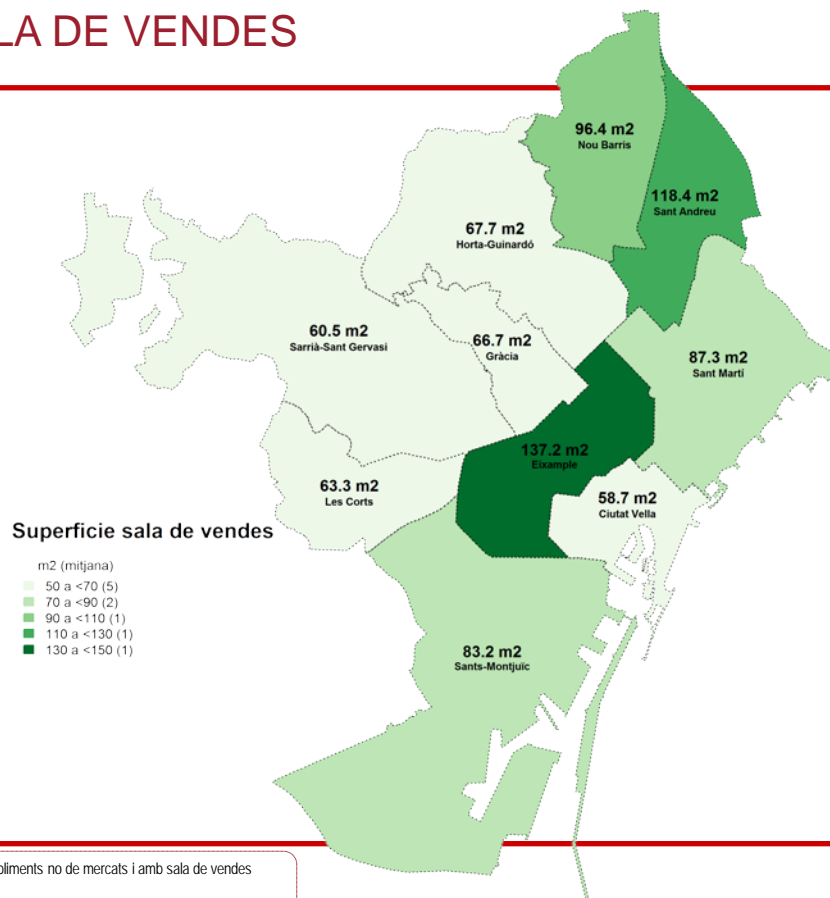 LA DE VENDES
96.4 m2
Nou Barris
118.4 m2
Sant Andreu
67.7 m2
Horta-Guinardó
60.5 m2
Sarrià-Sant Gervasi
66.7 m2
Gràcia
87.3 m2
Sant Martí
137.2 m2
Eixample
63.3 m2
Les Corts
58.7 m2
Ciutat Vella
Superficie sala de vendes
m2 (mitjana)
50 a <70 (5)
70 a <90 (2)
90 a <110 (1)
110 a <130 (1)
130 a <150 (1)
83.2 m2
Sants-Montjuïc
bliments no de mercats i amb sala de vendes